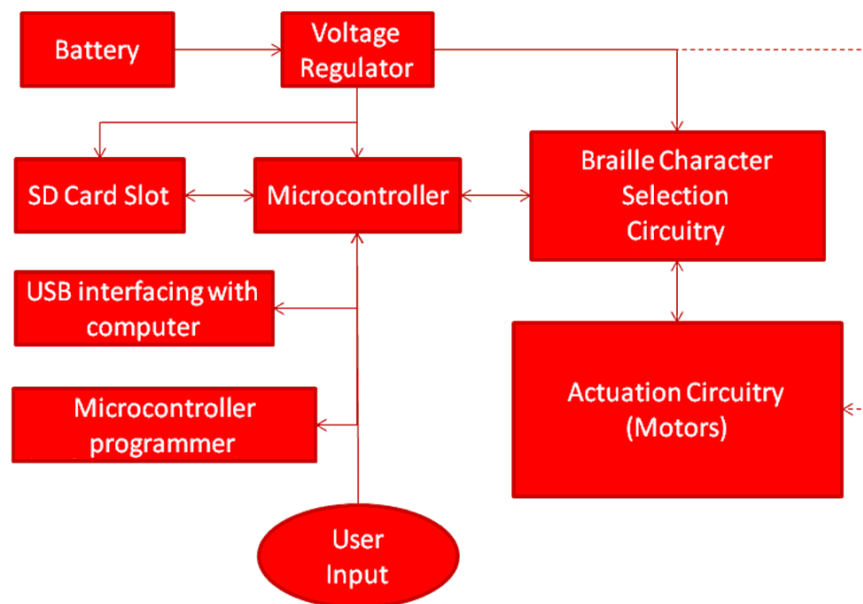 Battery
Voltage
Regulator
SD Card Slot
Microcontroller
Braille Character
Selection
Circuitry
USB interfacing with
computer
Microcontroller
programmer
Actuation Circuitry
(Motors)
User
Input